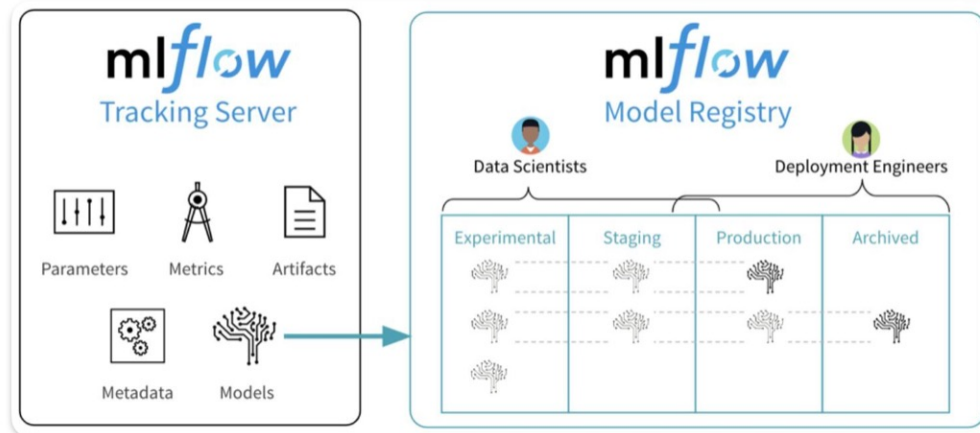 mlflow
Tracking Server
Parameters Metrics Artifacts
Metadata Models
mlflow
Model Registry
Data Scientists Deployment Engineers
Experimental Staging Production Archived